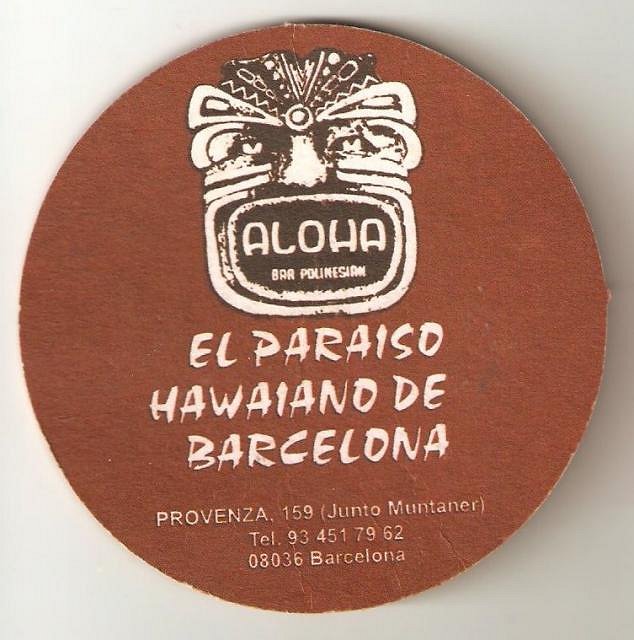 ALOHA
BAR POLINESIAN
EL PARAISO
HAWAIANO DE
BARCELONA
PROVENZA, 159 (Junto Muntaner)
Tel. 93 451 79 62
08036 Barcelona